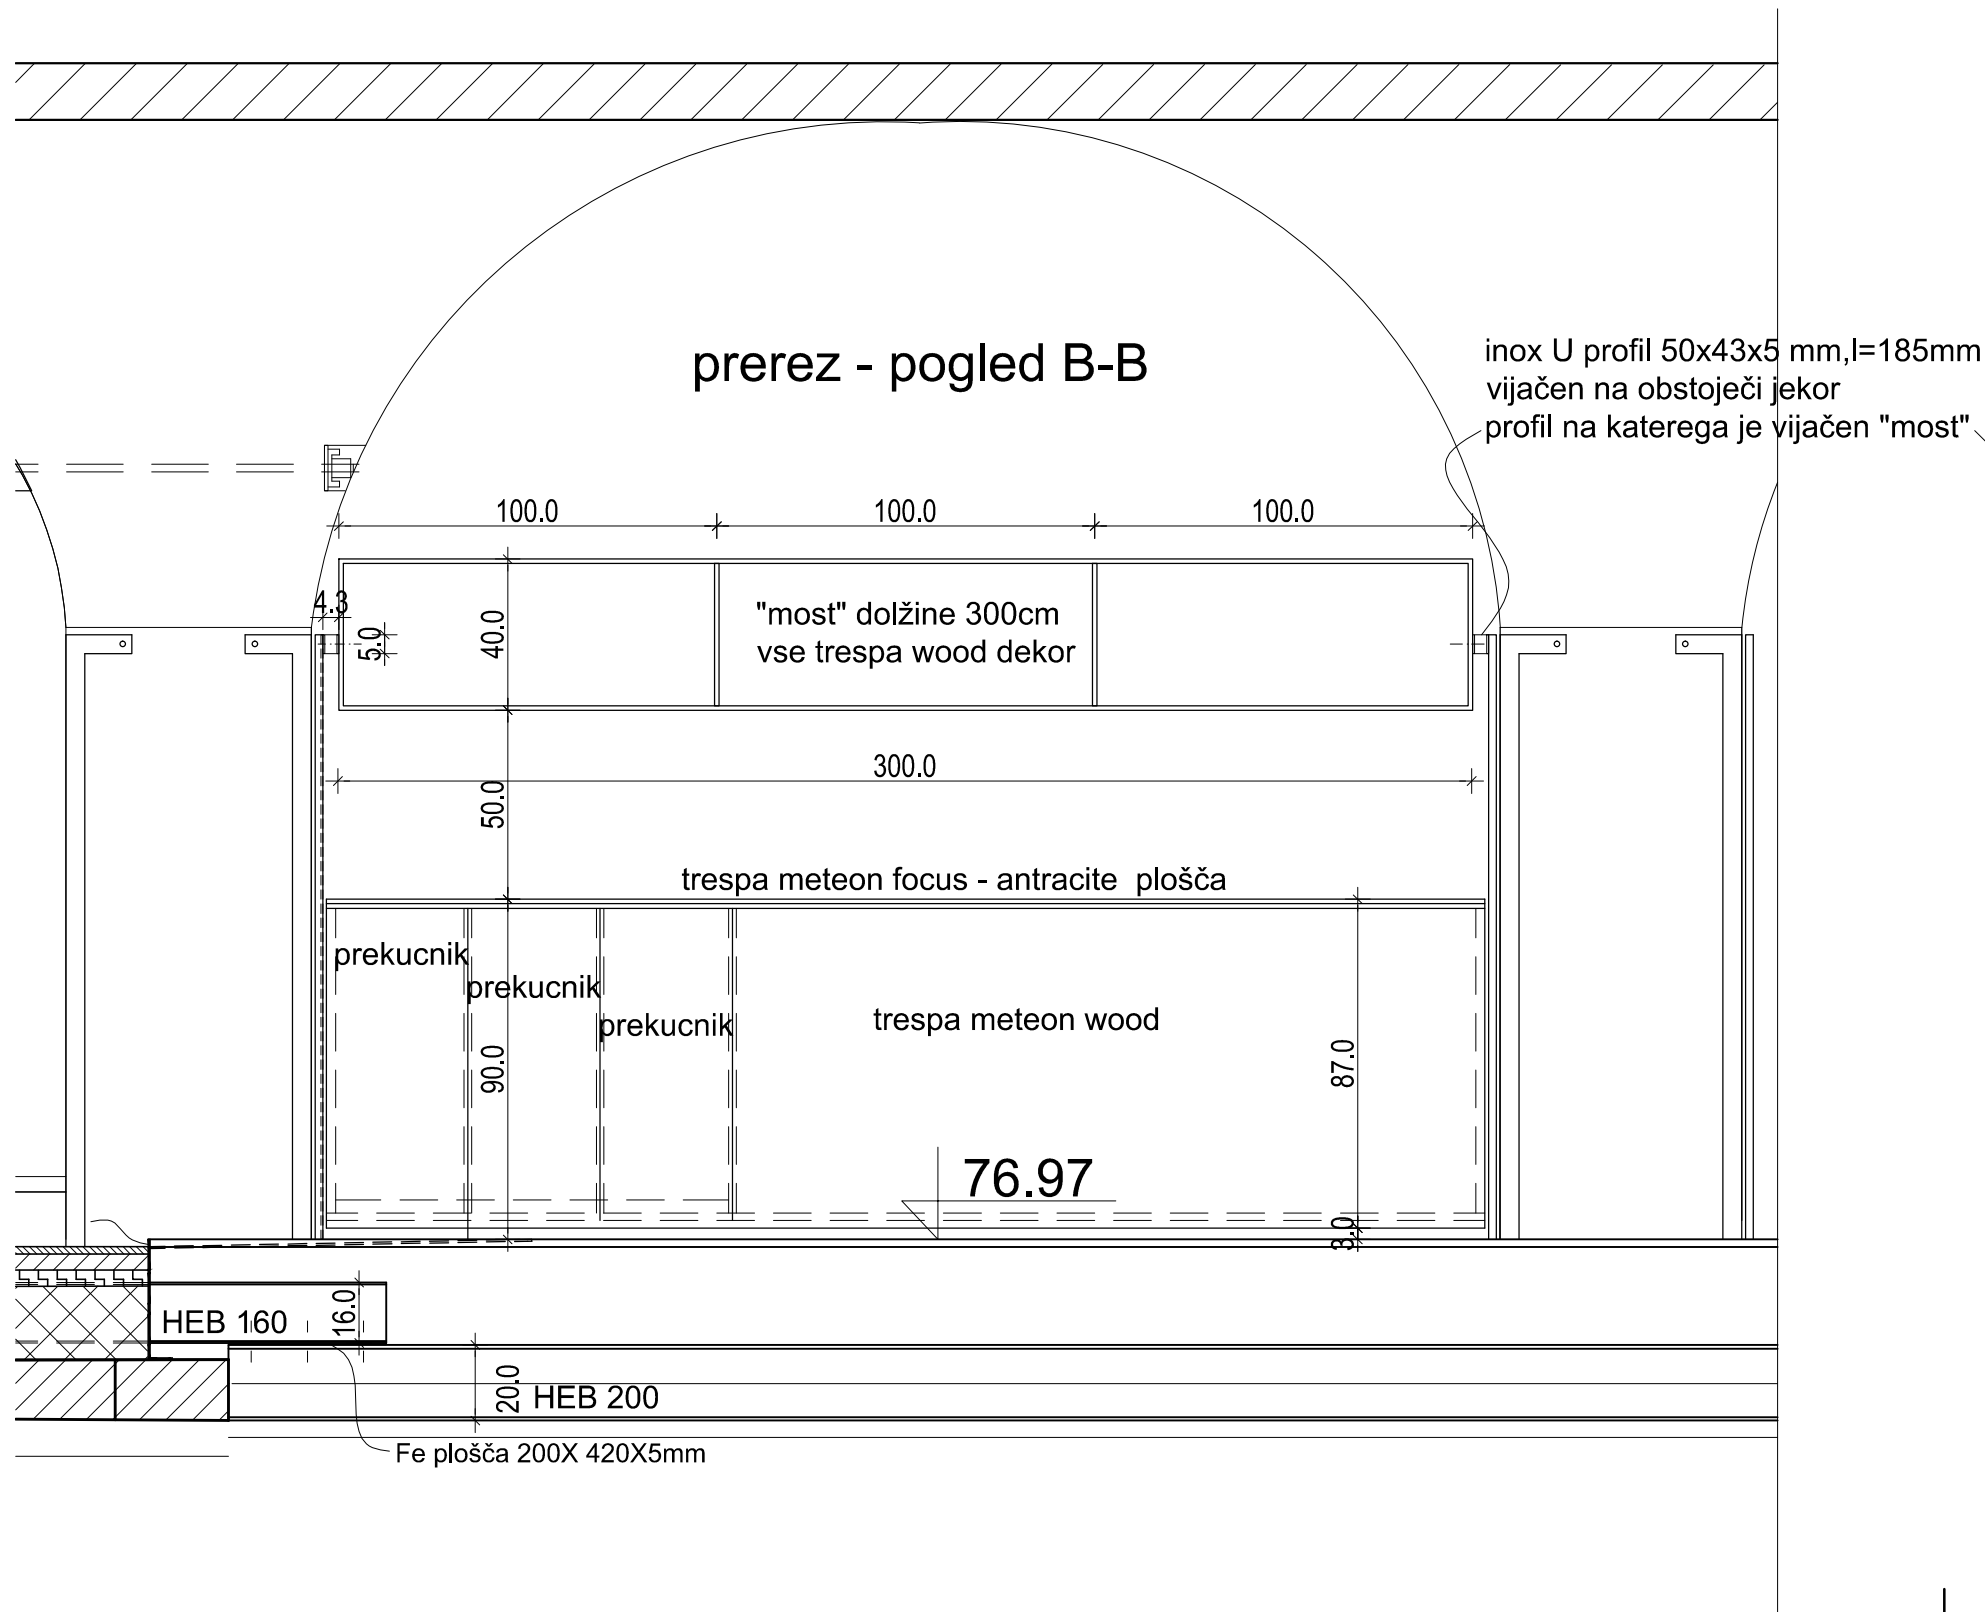 prerez - pogled B-B
inox U profil 50x43x5 mm,l=185mm
vijačen na obstoječi jekor
profil na katerega je vijačen "most"
100.0
100.0
100.0
4.3
5.0
40.0
"most" dolžine 300cm
vse trespa wood dekor
300.0
50.0
trespa meteon focus - antracite plošča
prekucnik
prekucnik
prekucnik
trespa meteon wood
90.0
87.0
76.97
3.0
HEB 160
16.0
20.0
HEB 200
Fe plošča 200X 420X5mm